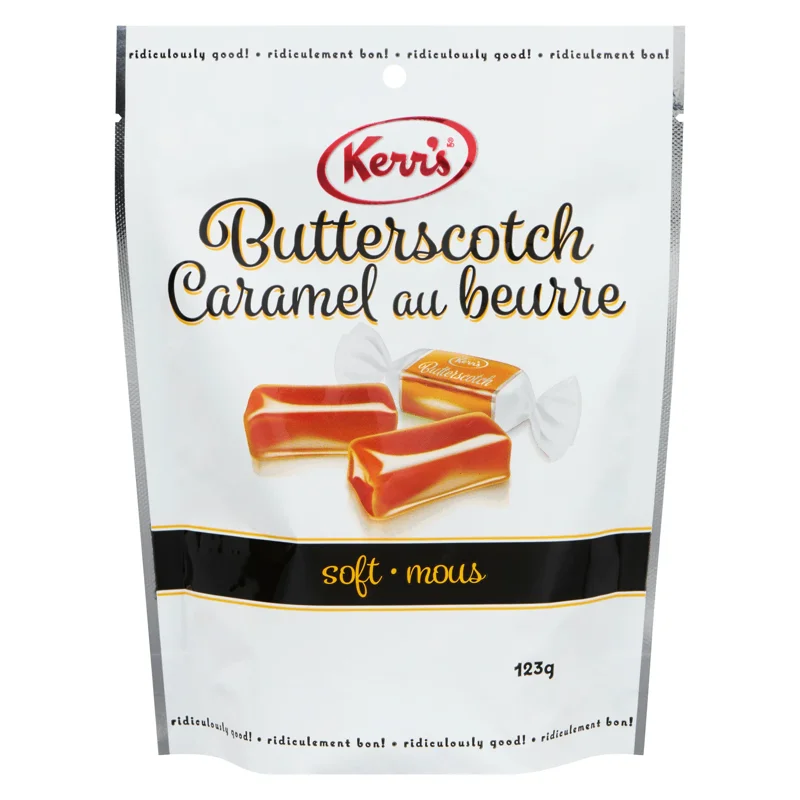 ridiculously good! • ridiculement bon! • ridiculously good! • ridiculement bon!
Kerr's
Butterscotch
Caramel au beurre
Kerr's
Butterscotch
soft • mous
123g
ridiculously good! • ridiculement bon! • ridiculously good! • ridiculement bon!